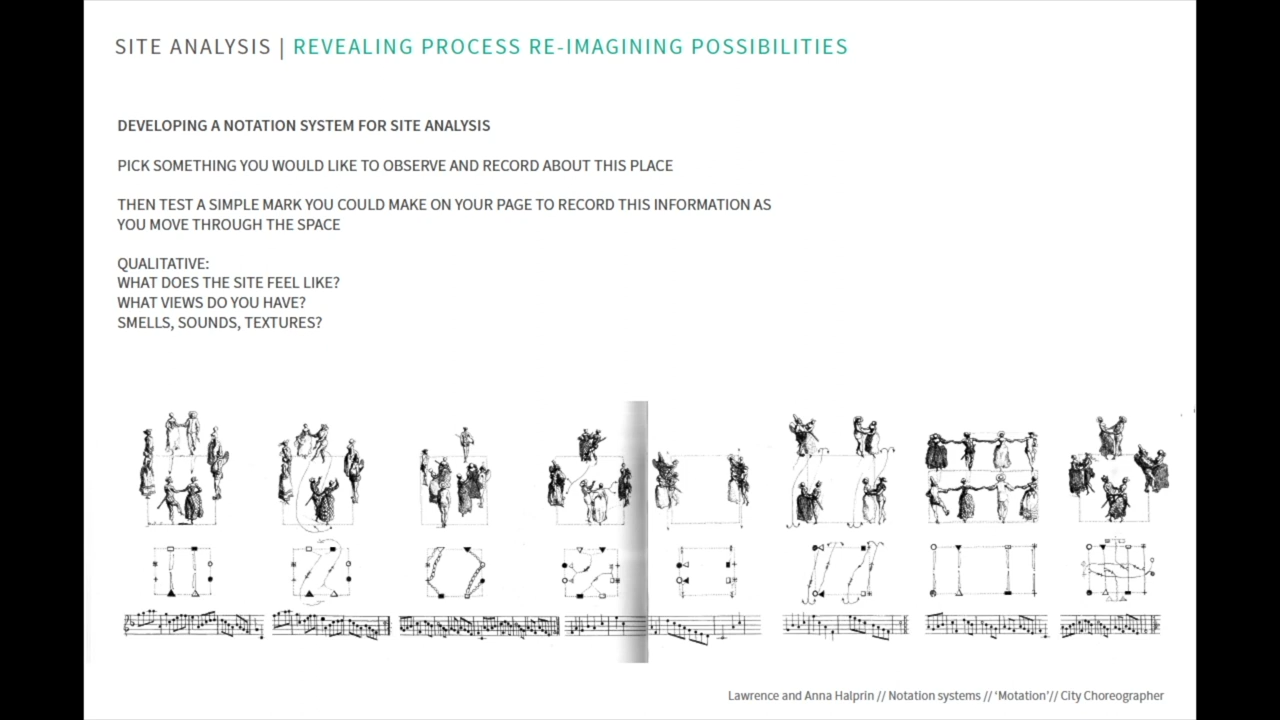 SITE ANALYSIS | REVEALING PROCESS RE-IMAGINING POSSIBILITIES
DEVELOPING A NOTATION SYSTEM FOR SITE ANALYSIS
PICK SOMETHING YOU WOULD LIKE TO OBSERVE AND RECORD ABOUT THIS PLACE
THEN TEST A SIMPLE MARK YOU COULD MAKE ON YOUR PAGE TO RECORD THIS INFORMATION AS
YOU MOVE THROUGH THE SPACE
QUALITATIVE:
WHAT DOES THE SITE FEEL LIKE?
WHAT VIEWS DO YOU HAVE?
SMELLS, SOUNDS, TEXTURES?
Lawrence and Anna Halprin // Notation systems // 'Motation'// City Choreographer